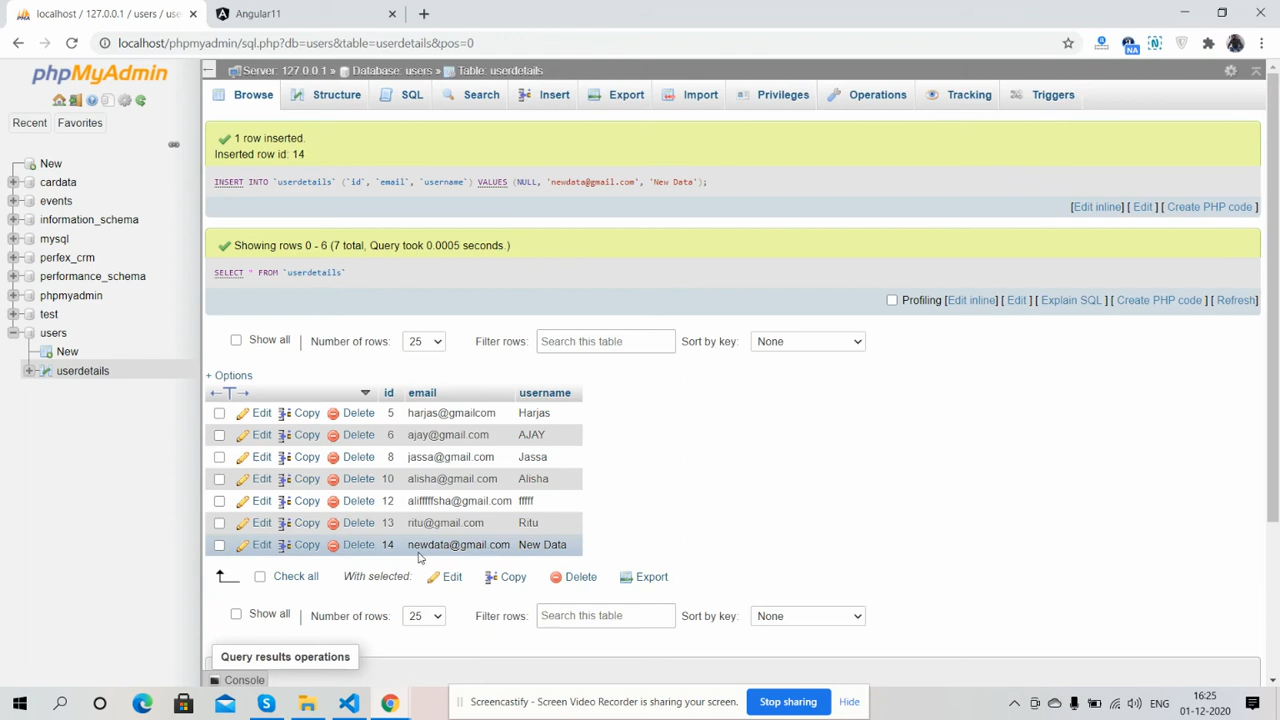 localhost / 127.0.0.1 / users / use
Angular11
localhost/phpmyadmin/sql.php?db=users&table=userdetails&pos=0
NA
phpMyAdmin
Recent
Favorites
New
cardata
events
information_schema
mysql
perfex_crm
performance_schema
phpmyadmin
test
users
New
userdetails
Server: 127.0.0.1 » Database: users » Table: userdetails
Browse Structure SQL Search Insert Export Import Privileges Operations Tracking Triggers
1 row inserted.
Inserted row id: 14
INSERT INTO `userdetails` (`id`, `email`, `username`) VALUES (NULL, 'newdata@gmail.com', 'New Data');
[Edit inline] [ Edit ] [ Create PHP code ]
Showing rows 0 - 6 (7 total, Query took 0.0005 seconds.)
SELECT * FROM `userdetails`
Profiling [Edit inline] [ Edit ] [ Explain SQL ] [ Create PHP code ] [ Refresh]
Show all Number of rows: 25 Filter rows: Search this table Sort by key: None
+ Options
id email username
Edit Copy Delete 5 harjas@gmailcom Harjas
Edit Copy Delete 6 ajay@gmail.com AJAY
Edit Copy Delete 8 jassa@gmail.com Jassa
Edit Copy Delete 10 alisha@gmail.com Alisha
Edit Copy Delete 12 alifffffsha@gmail.com fffff
Edit Copy Delete 13 ritu@gmail.com Ritu
Edit Copy Delete 14 newdata@gmail.com New Data
Check all With selected: Edit Copy Delete Export
Show all Number of rows: 25 Filter rows: Search this table Sort by key: None
Query results operations
Console
Screencastify - Screen Video Recorder is sharing your screen. Stop sharing Hide
16:25
01-12-2020